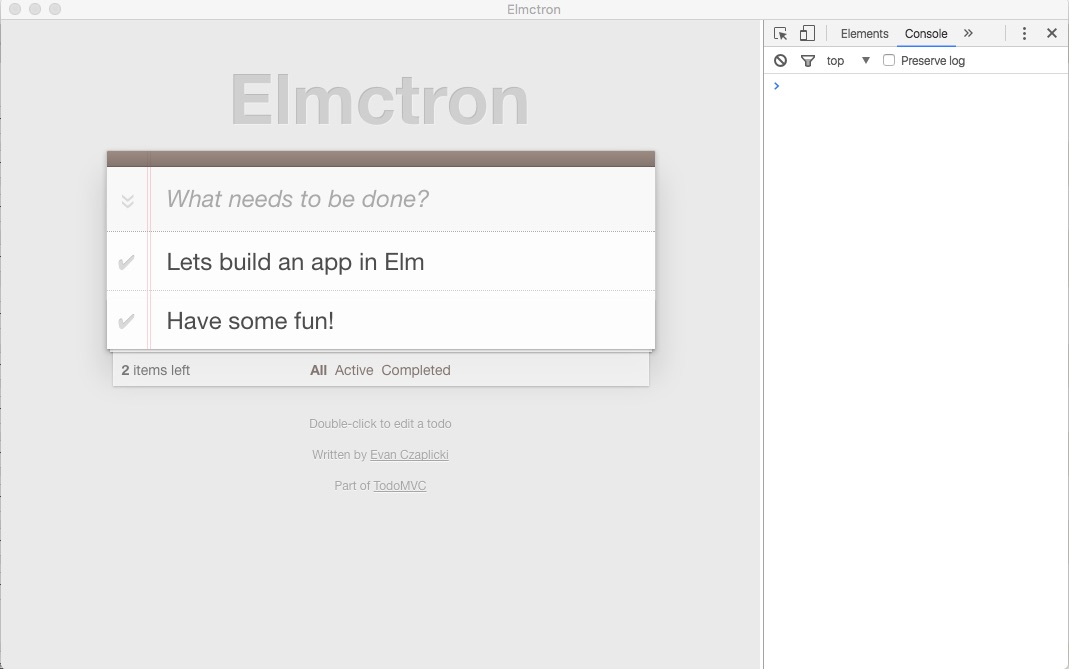 Elmctron
Elements Console
top Preserve log
Elmctron
What needs to be done?
Lets build an app in Elm
Have some fun!
2 items left All Active Completed
Double-click to edit a todo
Written by Evan Czaplicki
Part of TodoMVC